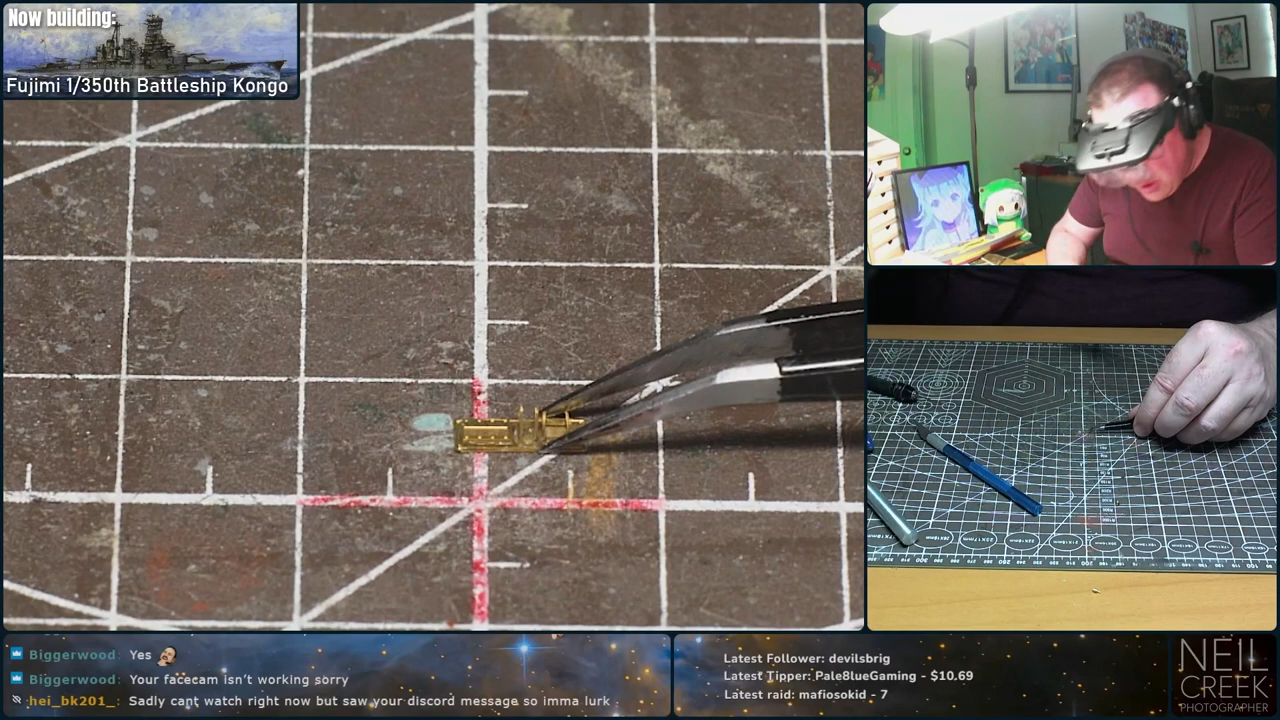 Now building:
Fujimi 1/350th Battleship Kongo
Biggerwood: Yes
Biggerwood: Your facecam isn't working sorry
hei_bk201_: Sadly cant watch right now but saw your discord message so imma lurk
Latest Follower: devilsbrig
Latest Tipper: Pale8lueGaming - $10.69
Latest raid: mafiosokid - 7
NEIL
CREEK
PHOTOGRAPHER